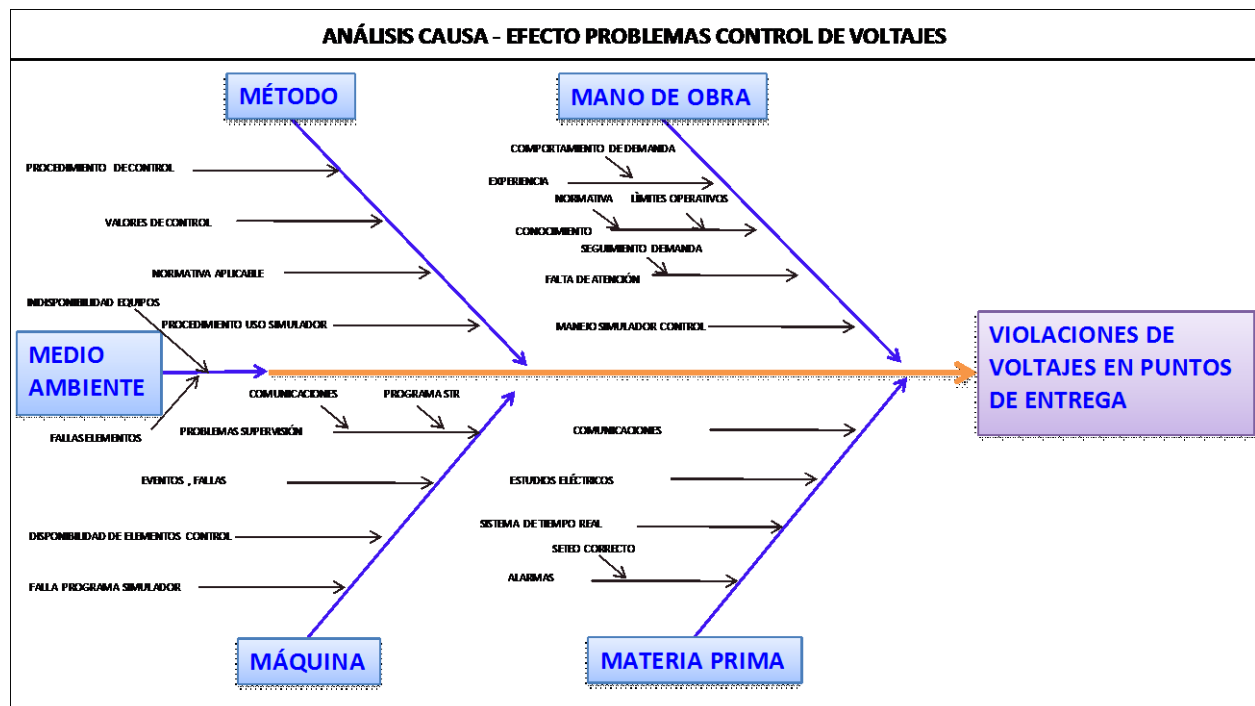 ANÁLISIS CAUSA - EFECTO PROBLEMAS CONTROL DE VOLTAJES
MÉTODO
MANO DE OBRA
PROCEDIMIENTO DE CONTROL
VALORES DE CONTROL
NORMATIVA APLICABLE
PROCEDIMIENTO USO SIMULADOR
COMPORTAMIENTO DE DEMANDA
EXPERIENCIA
NORMATIVA
LÍMITES OPERATIVOS
CONOCIMIENTO
SEGUIMIENTO DEMANDA
FALTA DE ATENCIÓN
MANEJO SIMULADOR CONTROL
INDISPONIBILIDAD EQUIPOS
MEDIO
AMBIENTE
FALLAS ELEMENTOS
VIOLACIONES DE
VOLTAJES EN PUNTOS
DE ENTREGA
COMUNICACIONES
PROGRAMA STR
PROBLEMAS SUPERVISIÓN
EVENTOS , FALLAS
DISPONIBILIDAD DE ELEMENTOS CONTROL
FALLA PROGRAMA SIMULADOR
COMUNICACIONES
ESTUDIOS ELÉCTRICOS
SISTEMA DE TIEMPO REAL
SETEO CORRECTO
ALARMAS
MÁQUINA
MATERIA PRIMA